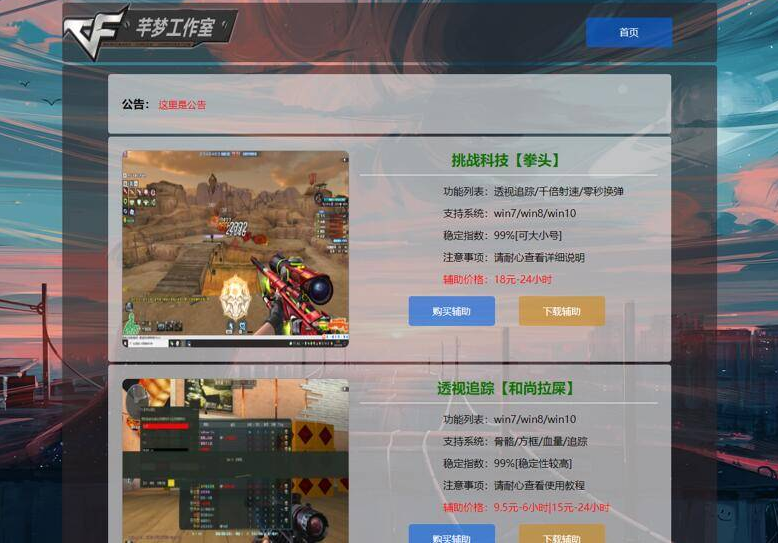 CF 芊梦工作室
首页
公告： 这里是公告
挑战科技【拳头】
功能列表：透视追踪/千倍射速/零秒换弹
支持系统：win7/win8/win10
稳定指数：99%[可大小号]
注意事项：请耐心查看详细说明
辅助价格：18元-24小时
购买辅助 下载辅助
透视追踪【和尚拉屎】
功能列表：win7/win8/win10
支持系统：骨骼/方框/血量/追踪
稳定指数：99%[稳定性较高]
注意事项：请耐心查看使用教程
辅助价格：9.5元-6小时|15元-24小时
购买辅助 下载辅助